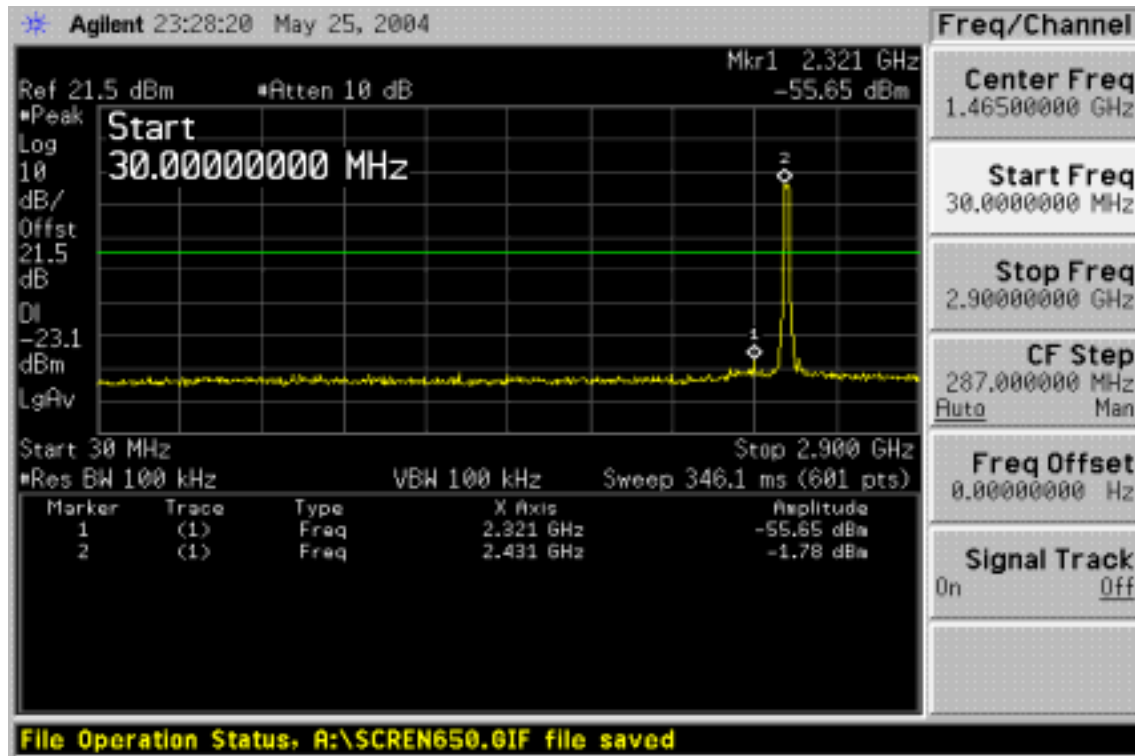 Agilent 23:28:20 May 25, 2004
Freq/Channel
Mkr1 2.321 GHz
Ref 21.5 dBm #Atten 10 dB -55.65 dBm
#Peak
Log
10
dB/
Offst
21.5
dB
DI
-23.1
dBm
LgAv
Start
30.00000000 MHz
2
1
Start 30 MHz Stop 2.900 GHz
#Res BW 100 kHz VBW 100 kHz Sweep 346.1 ms (601 pts)
Marker Trace Type X Axis Amplitude
1 (1) Freq 2.321 GHz -55.65 dBm
2 (1) Freq 2.431 GHz -1.78 dBm
Center Freq
1.46500000 GHz
Start Freq
30.0000000 MHz
Stop Freq
2.90000000 GHz
CF Step
287.000000 MHz
Auto Man
Freq Offset
0.00000000 Hz
Signal Track
On Off
File Operation Status, A:\SCREN650.GIF file saved